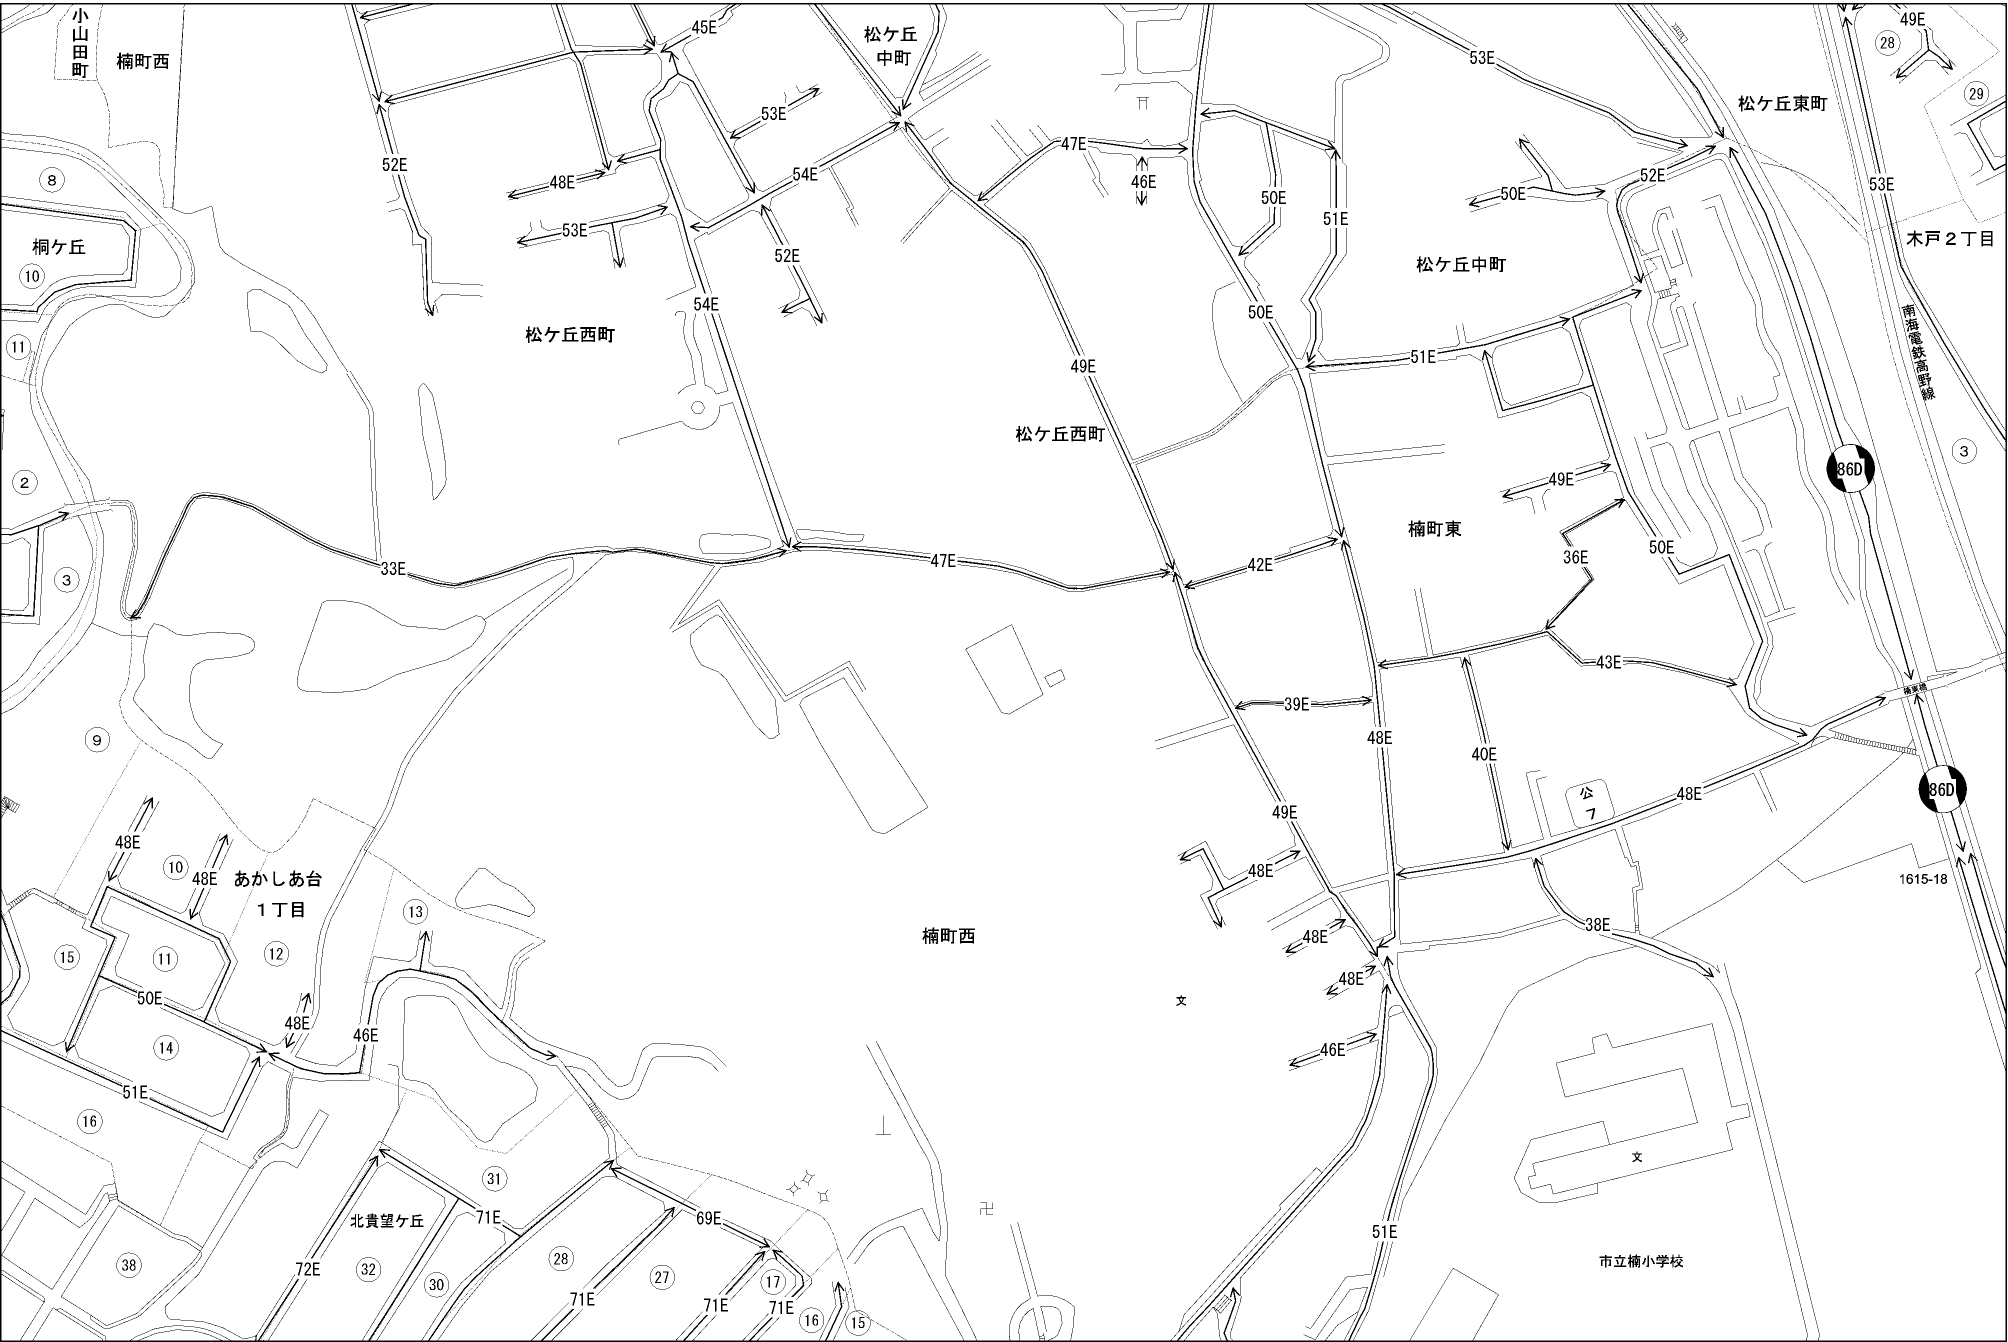 小山田町
楠町西
45E
松ケ丘
中町
53E
49E
28
29
松ケ丘東町
53E
52E
47E
48E
54E
46E
50E
51E
50E
52E
53E
8
桐ケ丘
10
53E
52E
54E
松ケ丘中町
木戸２丁目
50E
南海電鉄高野線
松ケ丘西町
11
49E
51E
松ケ丘西町
3
86D
49E
2
楠町東
33E
47E
42E
36E
50E
3
43E
楠東橋
39E
9
48E
40E
86D
公
7
48E
49E
48E
10
48E
あかしあ台
１丁目
48E
1615-18
13
38E
楠町西
48E
15
11
12
48E
50E
文
48E
46E
14
46E
51E
16
文
31
北貴望ケ丘
71E
69E
卍
51E
28
32
72E
30
38
27
17
71E
71E
71E
16
15
市立楠小学校